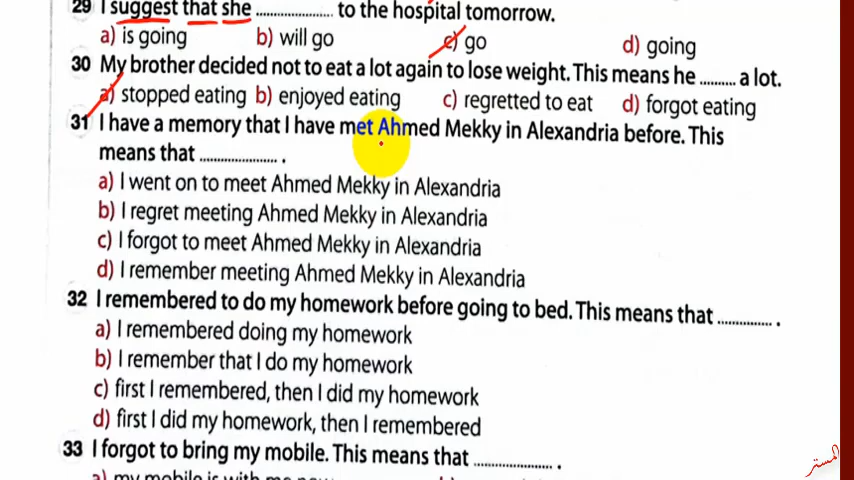 29 I suggest that she .................... to the hospital tomorrow.
a) is going b) will go c) go d) going
30 My brother decided not to eat a lot again to lose weight. This means he ......... a lot.
a) stopped eating b) enjoyed eating c) regretted to eat d) forgot eating
31 I have a memory that I have met Ahmed Mekky in Alexandria before. This
means that ....................... .
a) I went on to meet Ahmed Mekky in Alexandria
b) I regret meeting Ahmed Mekky in Alexandria
c) I forgot to meet Ahmed Mekky in Alexandria
d) I remember meeting Ahmed Mekky in Alexandria
32 I remembered to do my homework before going to bed. This means that .............. .
a) I remembered doing my homework
b) I remember that I do my homework
c) first I remembered, then I did my homework
d) first I did my homework, then I remembered
33 I forgot to bring my mobile. This means that ..................... .
a) my mobile is with me now